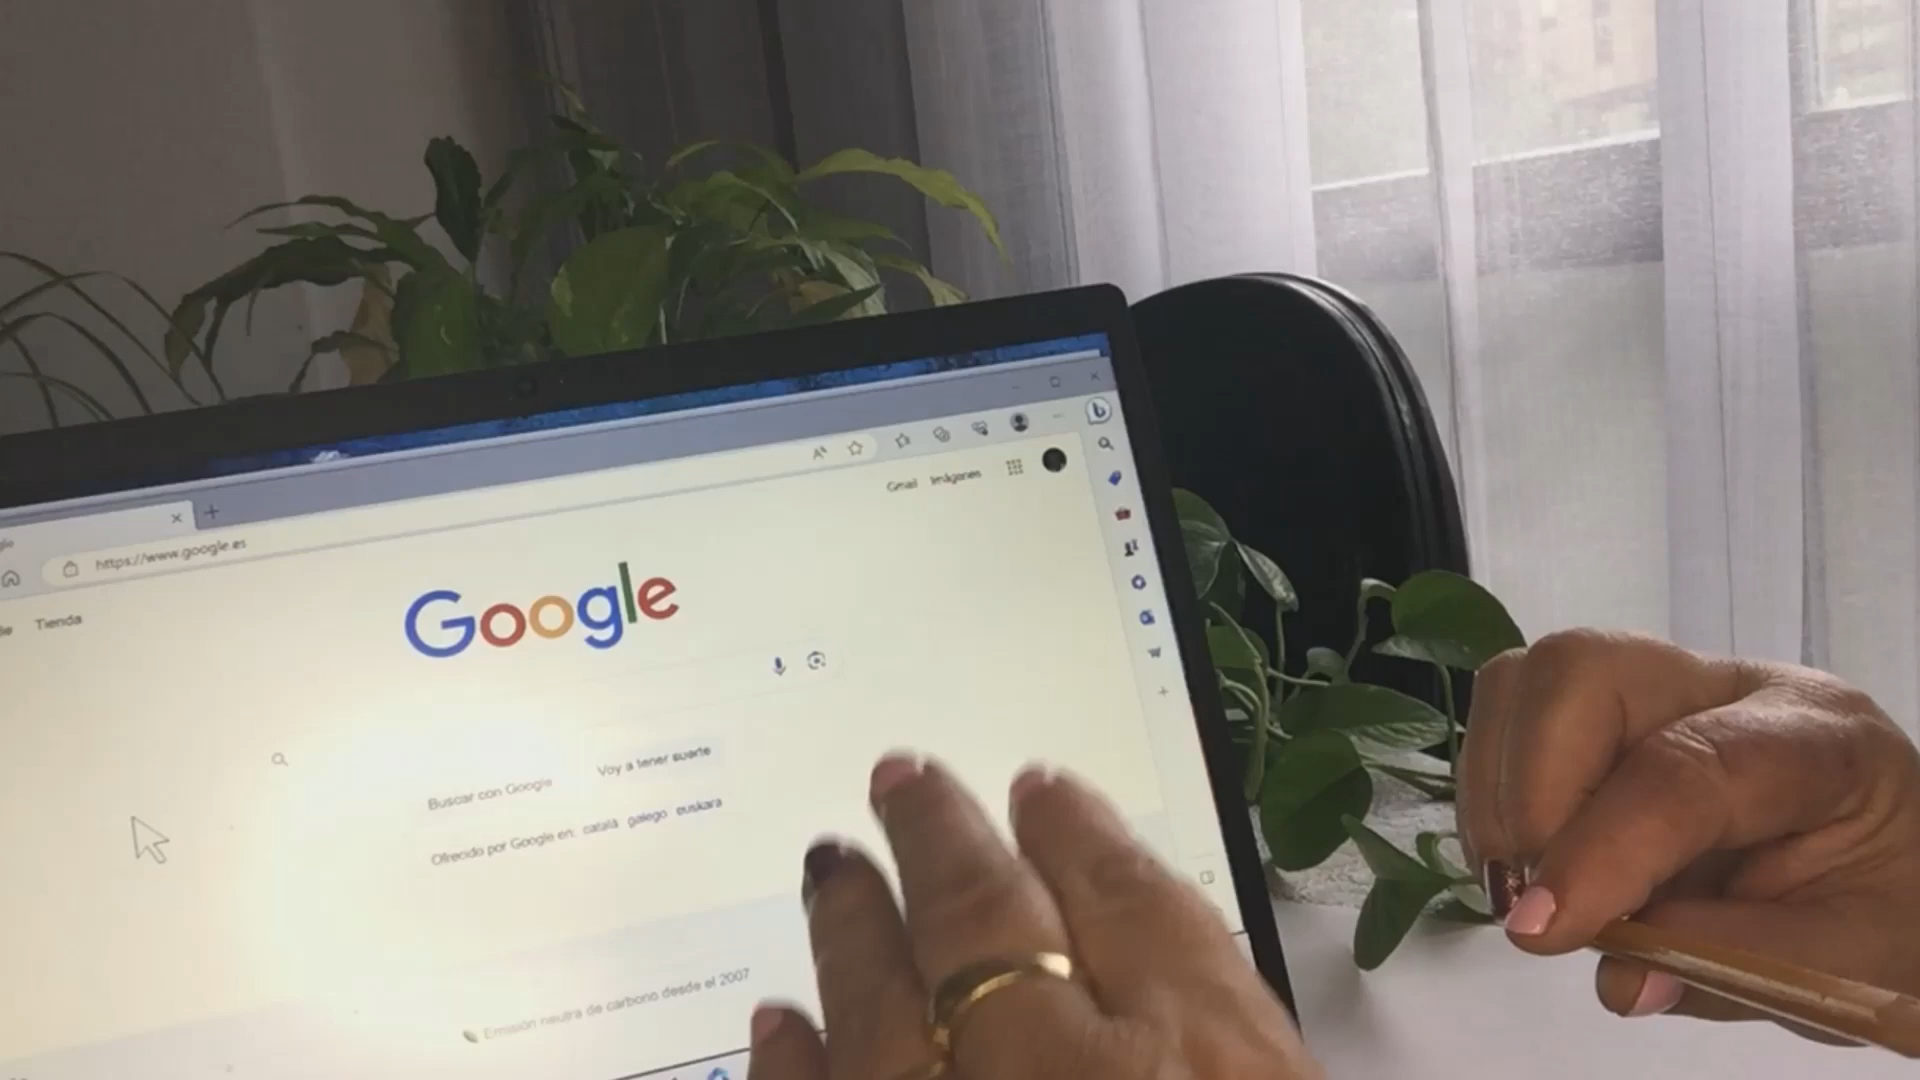 https://www.google.es
Tienda
Gmail Imágenes
Google
Buscar con Google
Voy a tener suerte
Ofrecido por Google en: català galego euskara
Emisión neutra de carbono desde el 2007